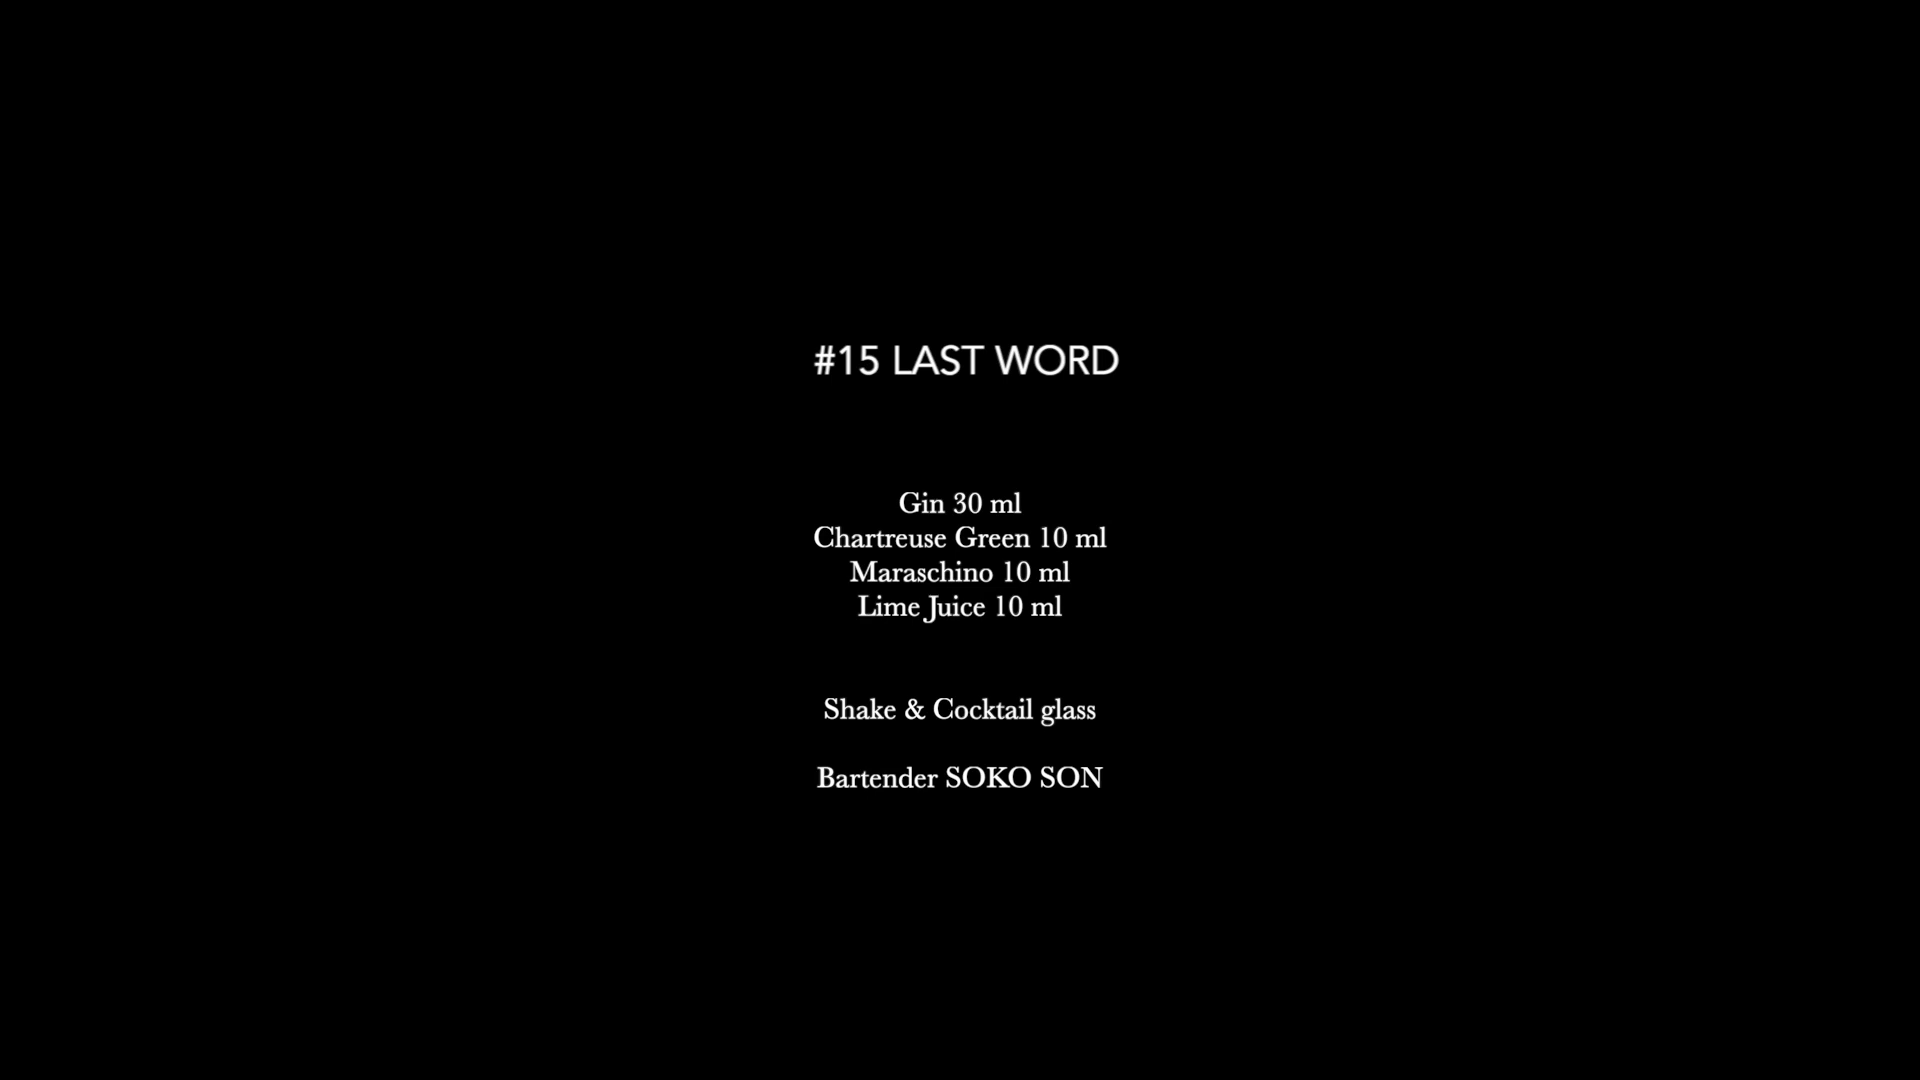 #15 LAST WORD
Gin 30 ml
Chartreuse Green 10 ml
Maraschino 10 ml
Lime Juice 10 ml
Shake & Cocktail glass
Bartender SOKO SON